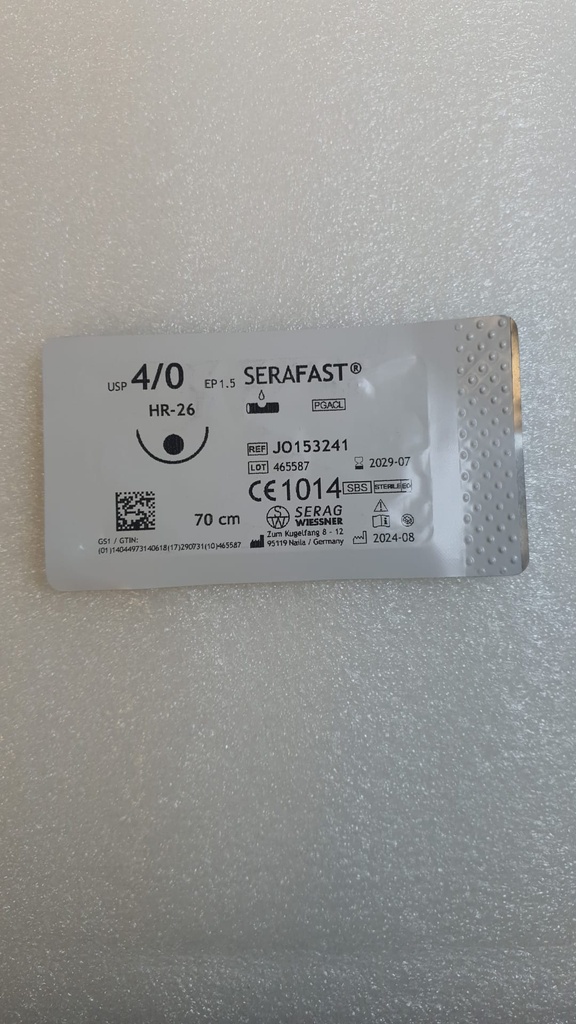 USP 4/0 EP 1.5 SERAFAST®
HR-26
PGACL
REF JO153241
LOT 465587 2029-07
CE 1014 SBS STERILE EO
70 cm
SERAG
WIESSNER
Zum Kugelfang 8 - 12
95119 Naila / Germany
2024-08
GS1 / GTIN:
(01)14044973140618(17)290731(10)465587